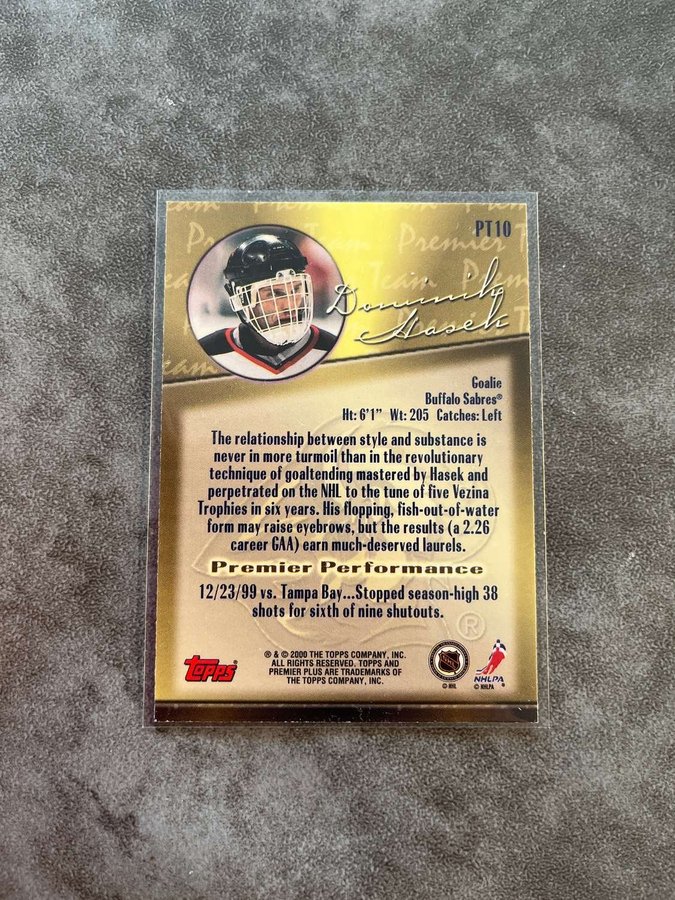 PT10
Premier Team
Dominik
Hasek
Goalie
Buffalo Sabres®
Ht: 6'1" Wt: 205 Catches: Left
The relationship between style and substance is
never in more turmoil than in the revolutionary
technique of goaltending mastered by Hasek and
perpetrated on the NHL to the tune of five Vezina
Trophies in six years. His flopping, fish-out-of-water
form may raise eyebrows, but the results (a 2.26
career GAA) earn much-deserved laurels.
Premier Performance
12/23/99 vs. Tampa Bay...Stopped season-high 38
shots for sixth of nine shutouts.
®
topps
® & © 2000 THE TOPPS COMPANY, INC.
ALL RIGHTS RESERVED. TOPPS AND
PREMIER PLUS ARE TRADEMARKS OF
THE TOPPS COMPANY, INC.
© NHL
NHLPA
© NHLPA